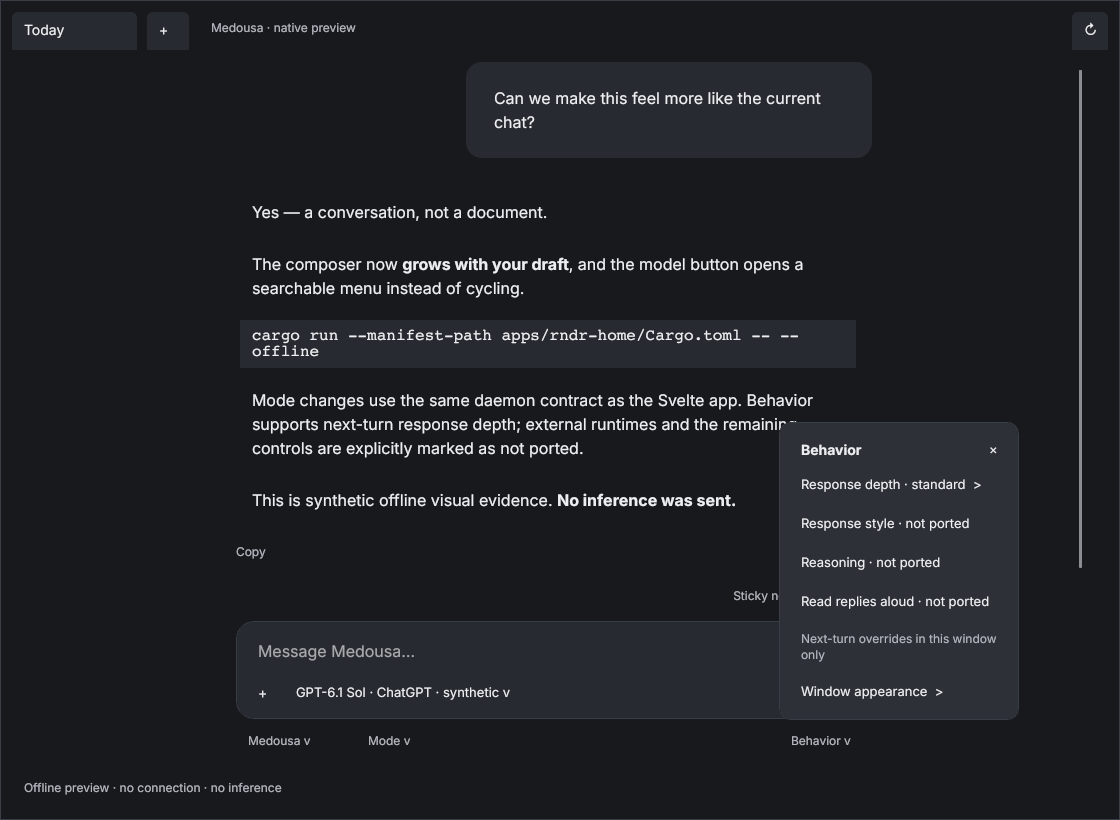 Today
+
Medousa · native preview
Can we make this feel more like the current
chat?
Yes — a conversation, not a document.
The composer now grows with your draft, and the model button opens a
searchable menu instead of cycling.
cargo run --manifest-path apps/rndr-home/Cargo.toml -- --
offline
Mode changes use the same daemon contract as the Svelte app. Behavior
supports next-turn response depth; external runtimes and the remaining
controls are explicitly marked as not ported.
This is synthetic offline visual evidence. No inference was sent.
Copy
Sticky
Message Medousa...
+ GPT-6.1 Sol · ChatGPT · synthetic v
Medousa v
Mode v
Behavior v
Behavior ×
Response depth · standard >
Response style · not ported
Reasoning · not ported
Read replies aloud · not ported
Next-turn overrides in this window
only
Window appearance >
Offline preview · no connection · no inference